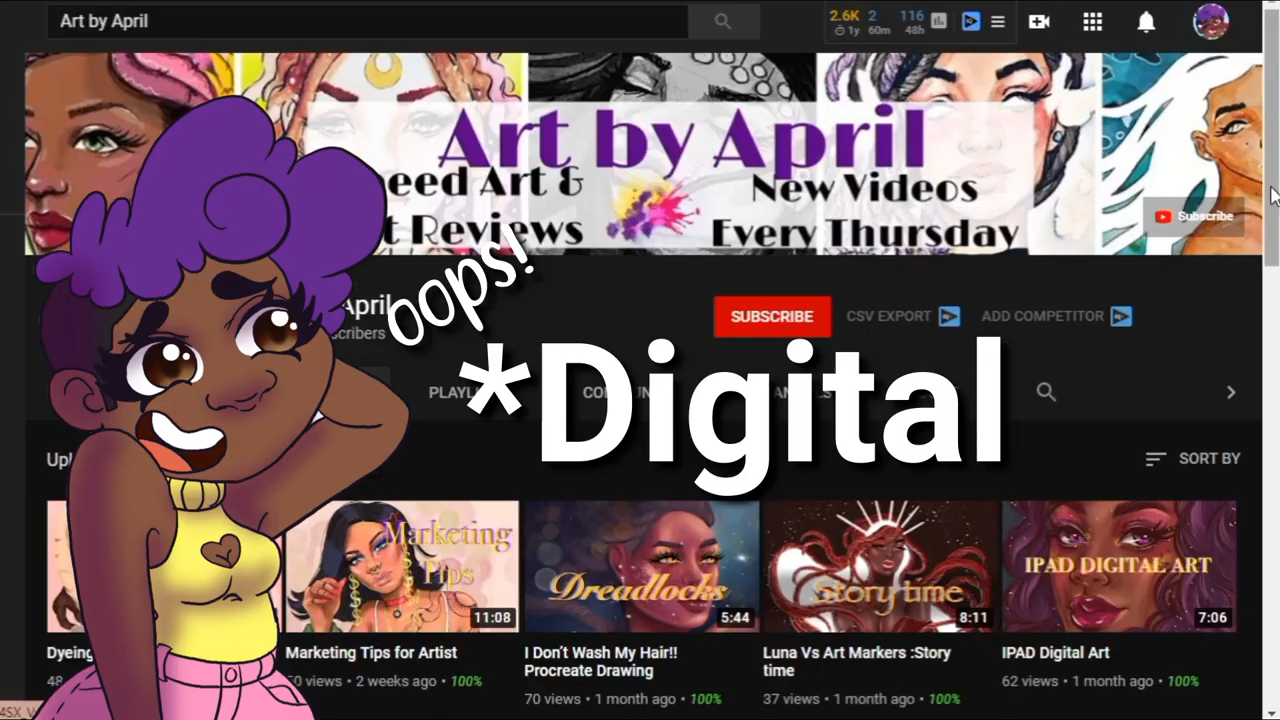 Art by April
2.6K 2 116
1y 60m 48h
Art by April
eed Art & New Videos
t Reviews Every Thursday
Subscribe
oops!
April
SUBSCRIBE CSV EXPORT ADD COMPETITOR
cribers
*Digital
PLAYL
SORT BY
Marketing
Tips
Dreadlocks
Story time
IPAD DIGITAL ART
11:08 5:44 8:11 7:06
Dyeing Marketing Tips for Artist I Don't Wash My Hair!! Luna Vs Art Markers :Story IPAD Digital Art
Procreate Drawing time
48 0 views • 2 weeks ago • 100% 62 views • 1 month ago • 100%
70 views • 1 month ago • 100% 37 views • 1 month ago • 100%